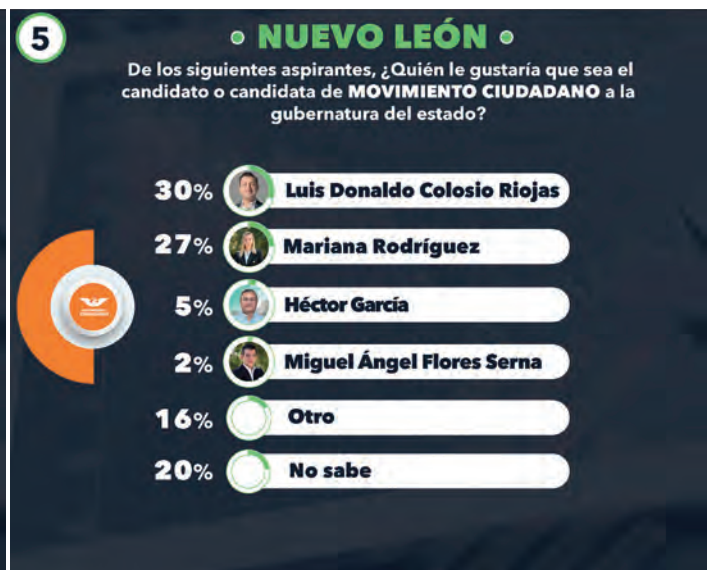 5
NUEVO LEÓN
De los siguientes aspirantes, ¿Quién le gustaría que sea el
candidato o candidata de MOVIMIENTO CIUDADANO a la
gubernatura del estado?
30% Luis Donaldo Colosio Riojas
27% Mariana Rodríguez
5% Héctor García
2% Miguel Ángel Flores Serna
16% Otro
20% No sabe